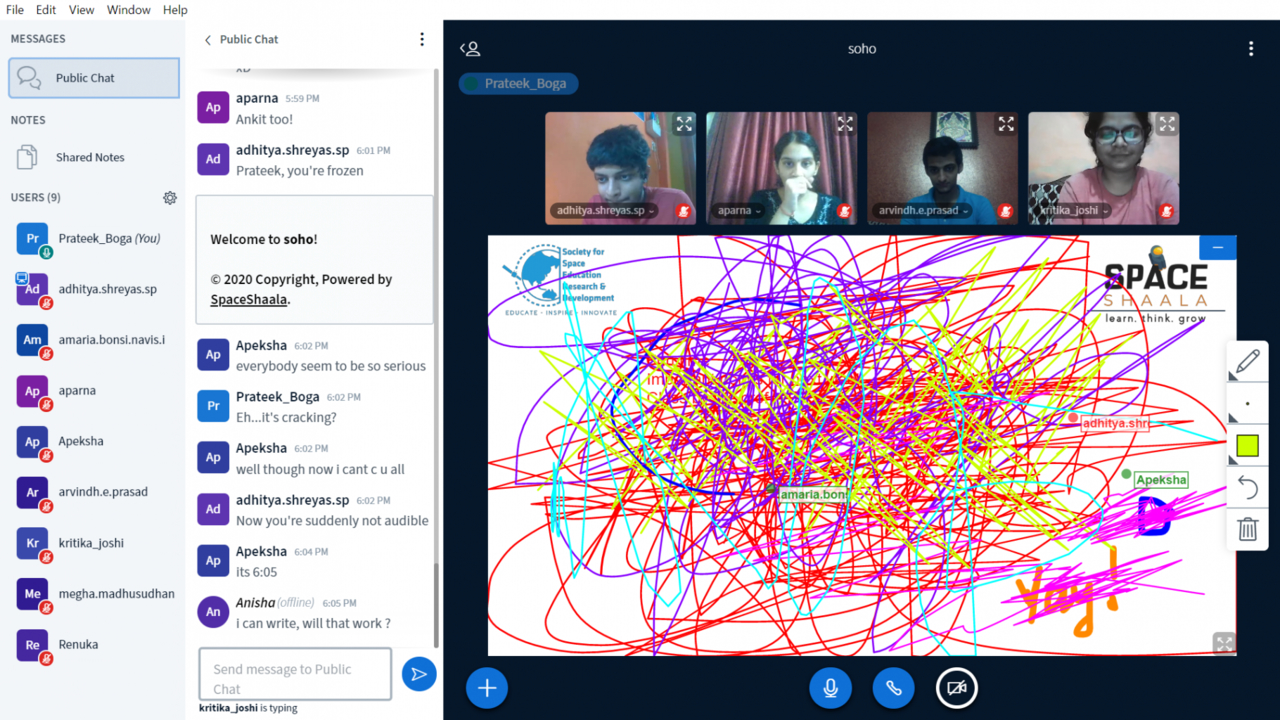 File Edit View Window Help
MESSAGES
Public Chat
NOTES
Shared Notes
USERS (9)
Pr Prateek_Boga (You)
Ad adhitya.shreyas.sp
Am amaria.bonsi.navis.i
Ap aparna
Ap Apeksha
Ar arvindh.e.prasad
Kr kritika_joshi
Me megha.madhusudhan
Re Renuka
Public Chat
Ap aparna 5:59 PM
Ankit too!
Ad adhitya.shreyas.sp 6:01 PM
Prateek, you're frozen
Welcome to soho!
© 2020 Copyright, Powered by
SpaceShaala.
Ap Apeksha 6:02 PM
everybody seem to be so serious
Pr Prateek_Boga 6:02 PM
Eh...it's cracking?
Ap Apeksha 6:02 PM
well though now i cant c u all
Ad adhitya.shreyas.sp 6:02 PM
Now you're suddenly not audible
Ap Apeksha 6:04 PM
its 6:05
An Anisha (offline) 6:05 PM
i can write, will that work ?
Send message to Public
Chat
kritika_joshi is typing
soho
Prateek_Boga
adhitya.shreyas.sp
aparna
arvindh.e.prasad
kritika_joshi
Society for
Space
Education
Research &
Development
EDUCATE - INSPIRE - INNOVATE
SPACE
SHAALA
learn. think. grow
adhitya.shr
Apeksha
amaria.bons
D